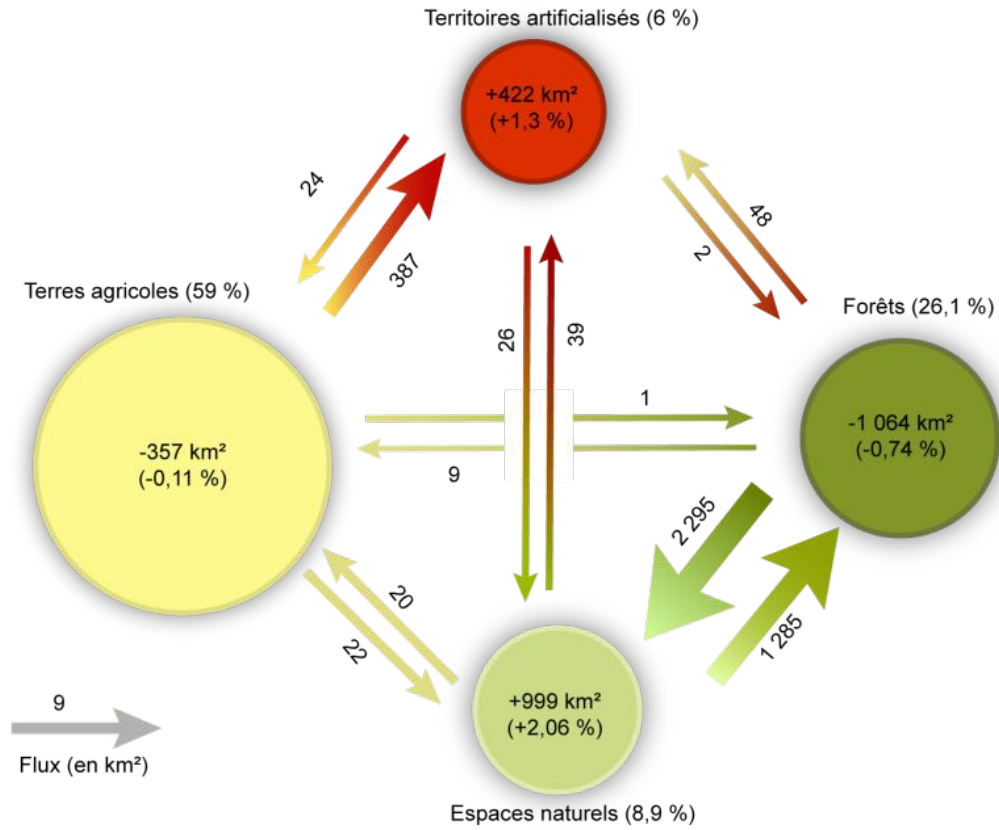 Territoires artificialisés (6 %)
+422 km²
(+1,3 %)
24
387
48
2
Terres agricoles (59 %)
Forêts (26,1 %)
26
39
1
-357 km²
(-0,11 %)
-1 064 km²
(-0,74 %)
9
2 295
20
22
1 285
9
+999 km²
(+2,06 %)
Flux (en km²)
Espaces naturels (8,9 %)